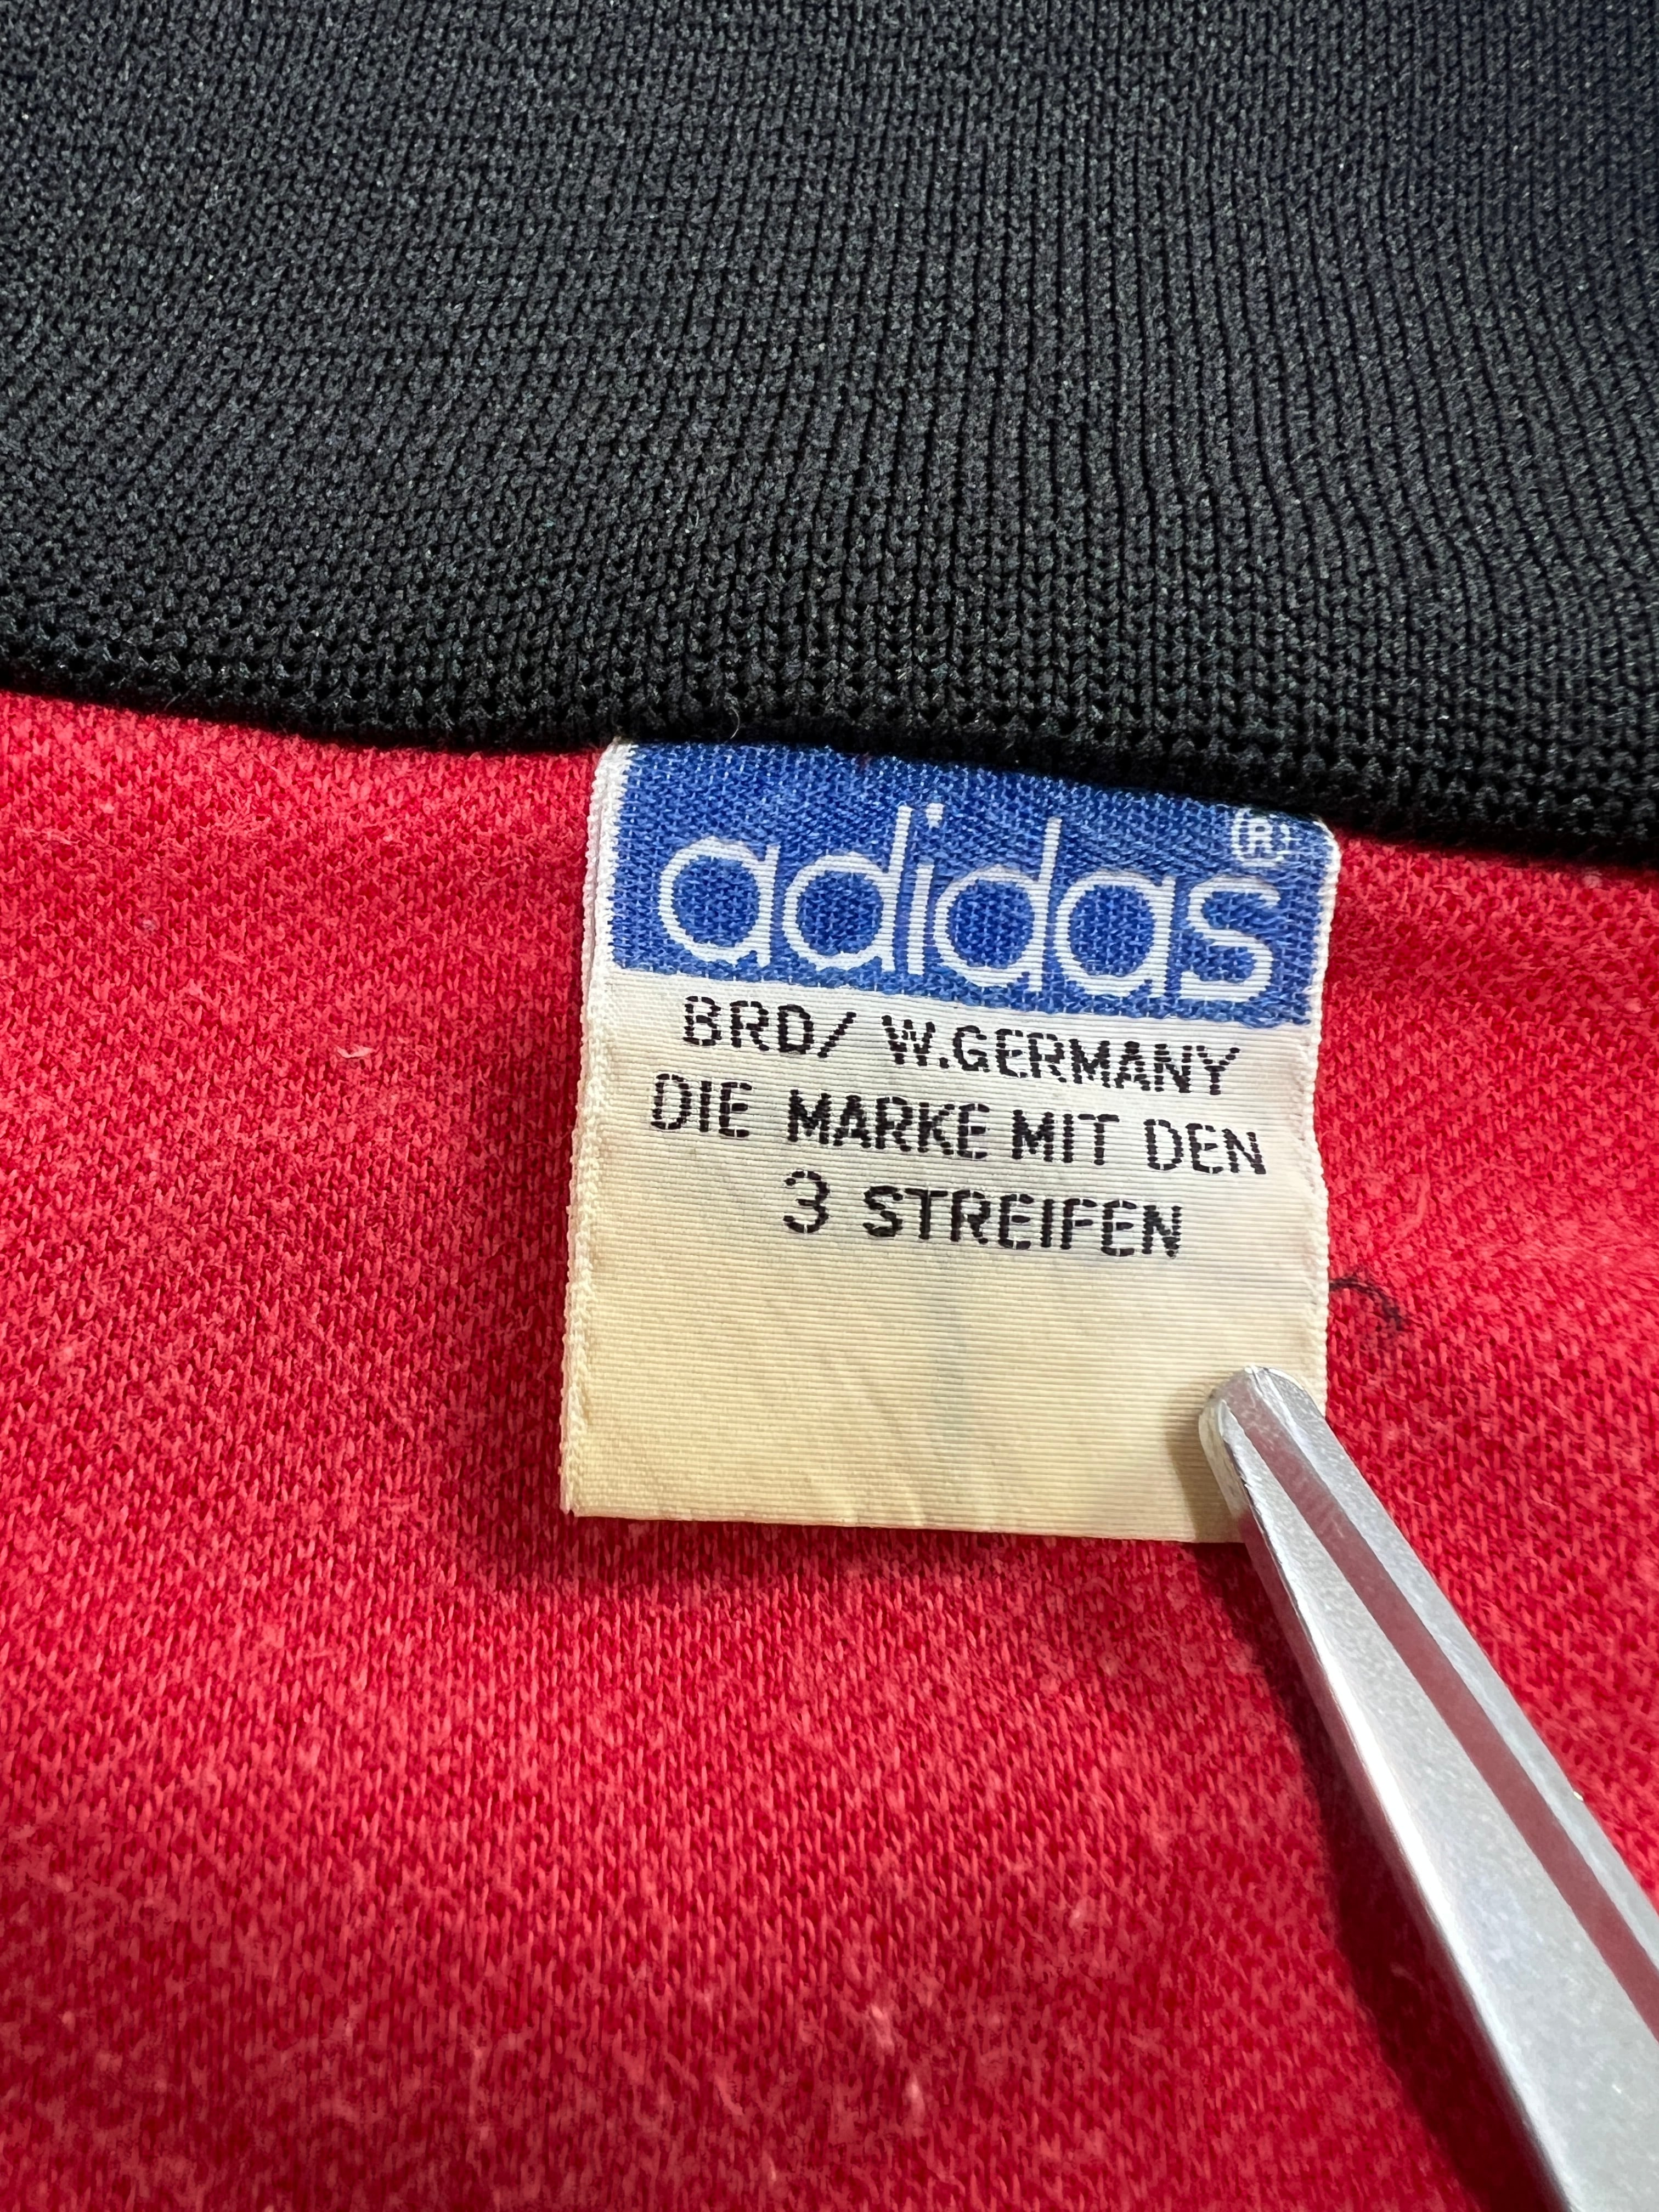 adidas®
BRD/ W.GERMANY
DIE MARKE MIT DEN
3 STREIFEN